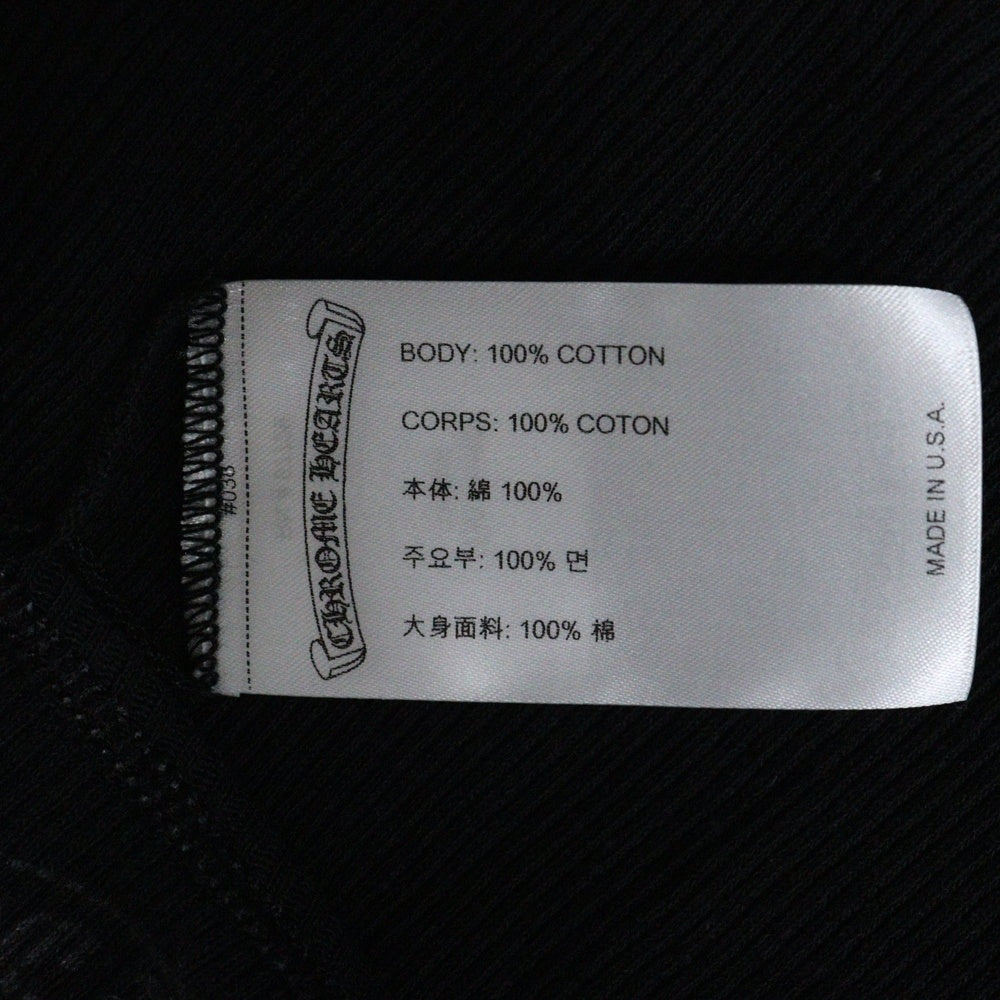 #038
CHROME HEARTS
BODY: 100% COTTON
CORPS: 100% COTON
本体: 綿 100%
주요부: 100% 면
大身面料: 100% 棉
MADE IN U.S.A.